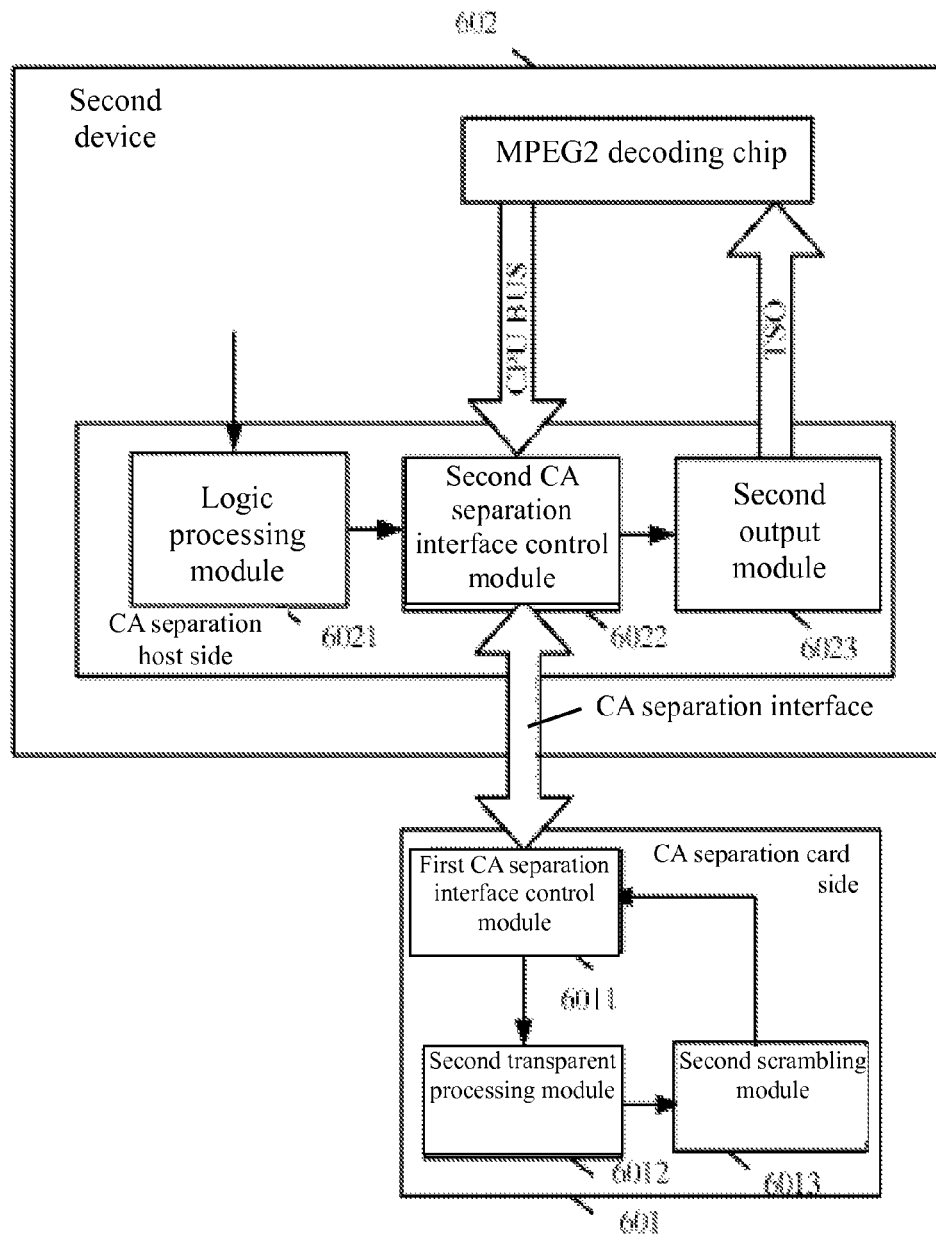 602
Second
device
MPEG2 decoding chip
CPU BUS
TSO
Logic
processing
module
Second CA
separation
interface control
module
Second
output
module
CA separation
host side
6021
6022
6023
CA separation interface
First CA separation
interface control
module
CA separation card
side
6011
Second transparent
processing module
Second scrambling
module
6012
6013
601